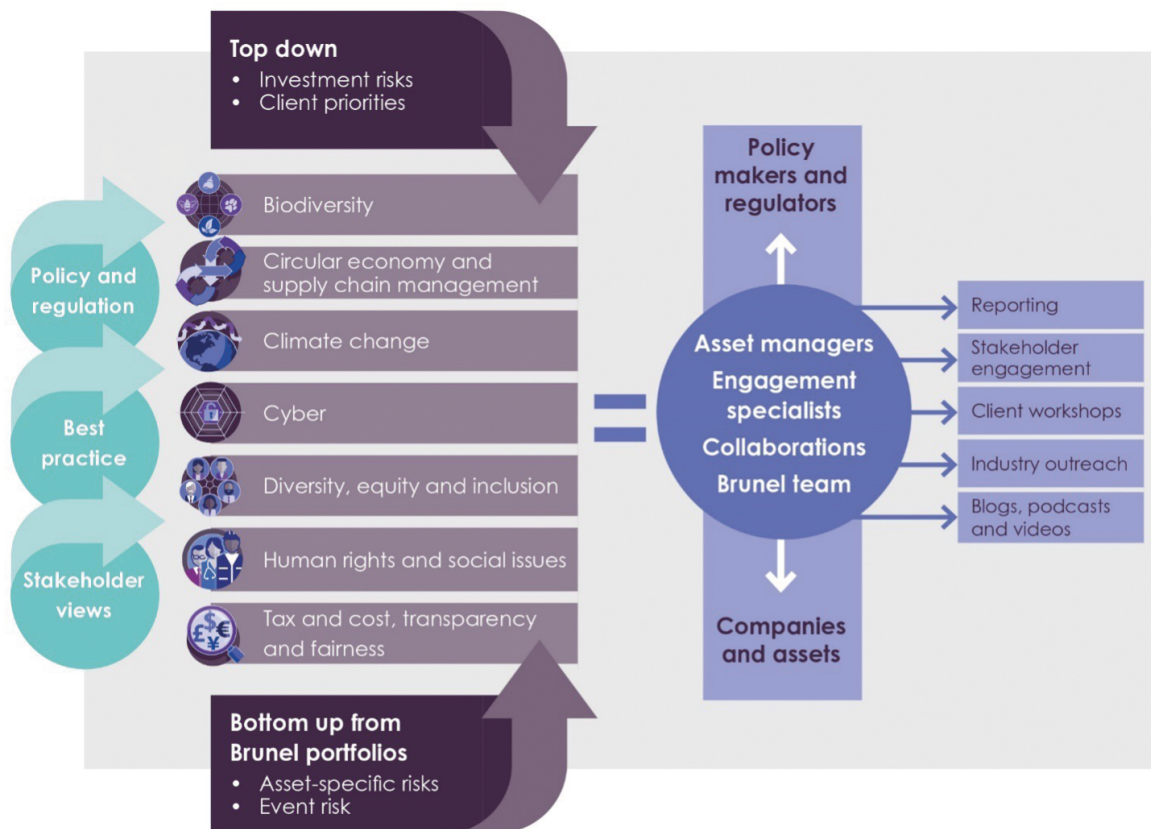 Top down
• Investment risks
• Client priorities
Policy and
regulation
Best
practice
Stakeholder
views
Biodiversity
Circular economy and
supply chain management
Climate change
Cyber
Diversity, equity and inclusion
Human rights and social issues
£ $ € ¥
Tax and cost, transparency
and fairness
Bottom up from
Brunel portfolios
• Asset-specific risks
• Event risk
=
Policy
makers and
regulators
Asset managers
Engagement
specialists
Collaborations
Brunel team
Companies
and assets
Reporting
Stakeholder
engagement
Client workshops
Industry outreach
Blogs, podcasts
and videos